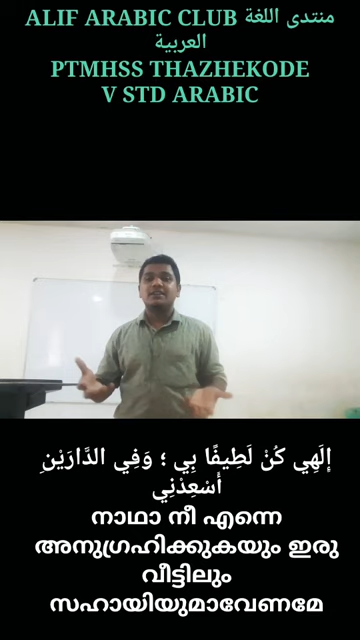 ALIF ARABIC CLUB منتدى اللغة
العربية
PTMHSS THAZHEKODE
V STD ARABIC
إِلَهِي كُنْ لَطِيفًا بِي ؛ وَفِي الدَّارَيْنِ
أَسْعِدْنِي
നാഥാ നീ എന്നെ
അനുഗ്രഹിക്കുകയും ഇരു
വീട്ടിലും
സഹായിയുമാവേണമേ